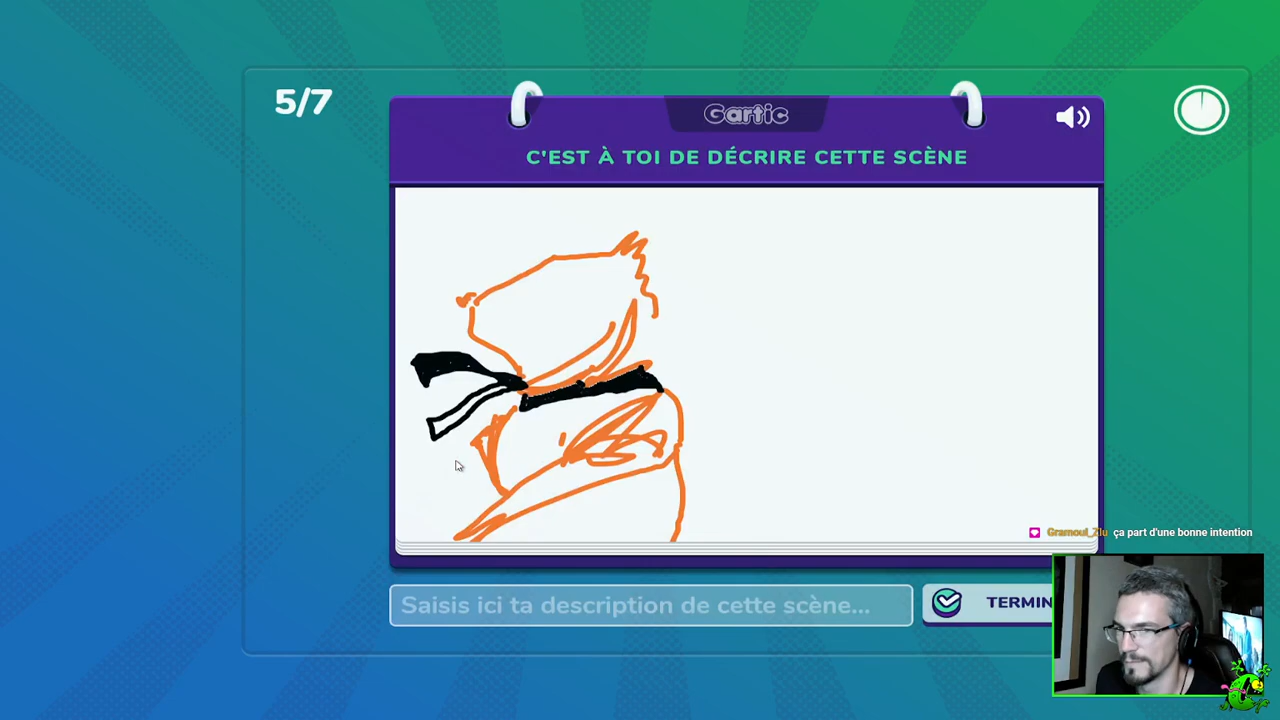 5/7
Gartic
C'EST À TOI DE DÉCRIRE CETTE SCÈNE
Gramoul_Zlu ça part d'une bonne intention
Saisis ici ta description de cette scène...
TERMIN